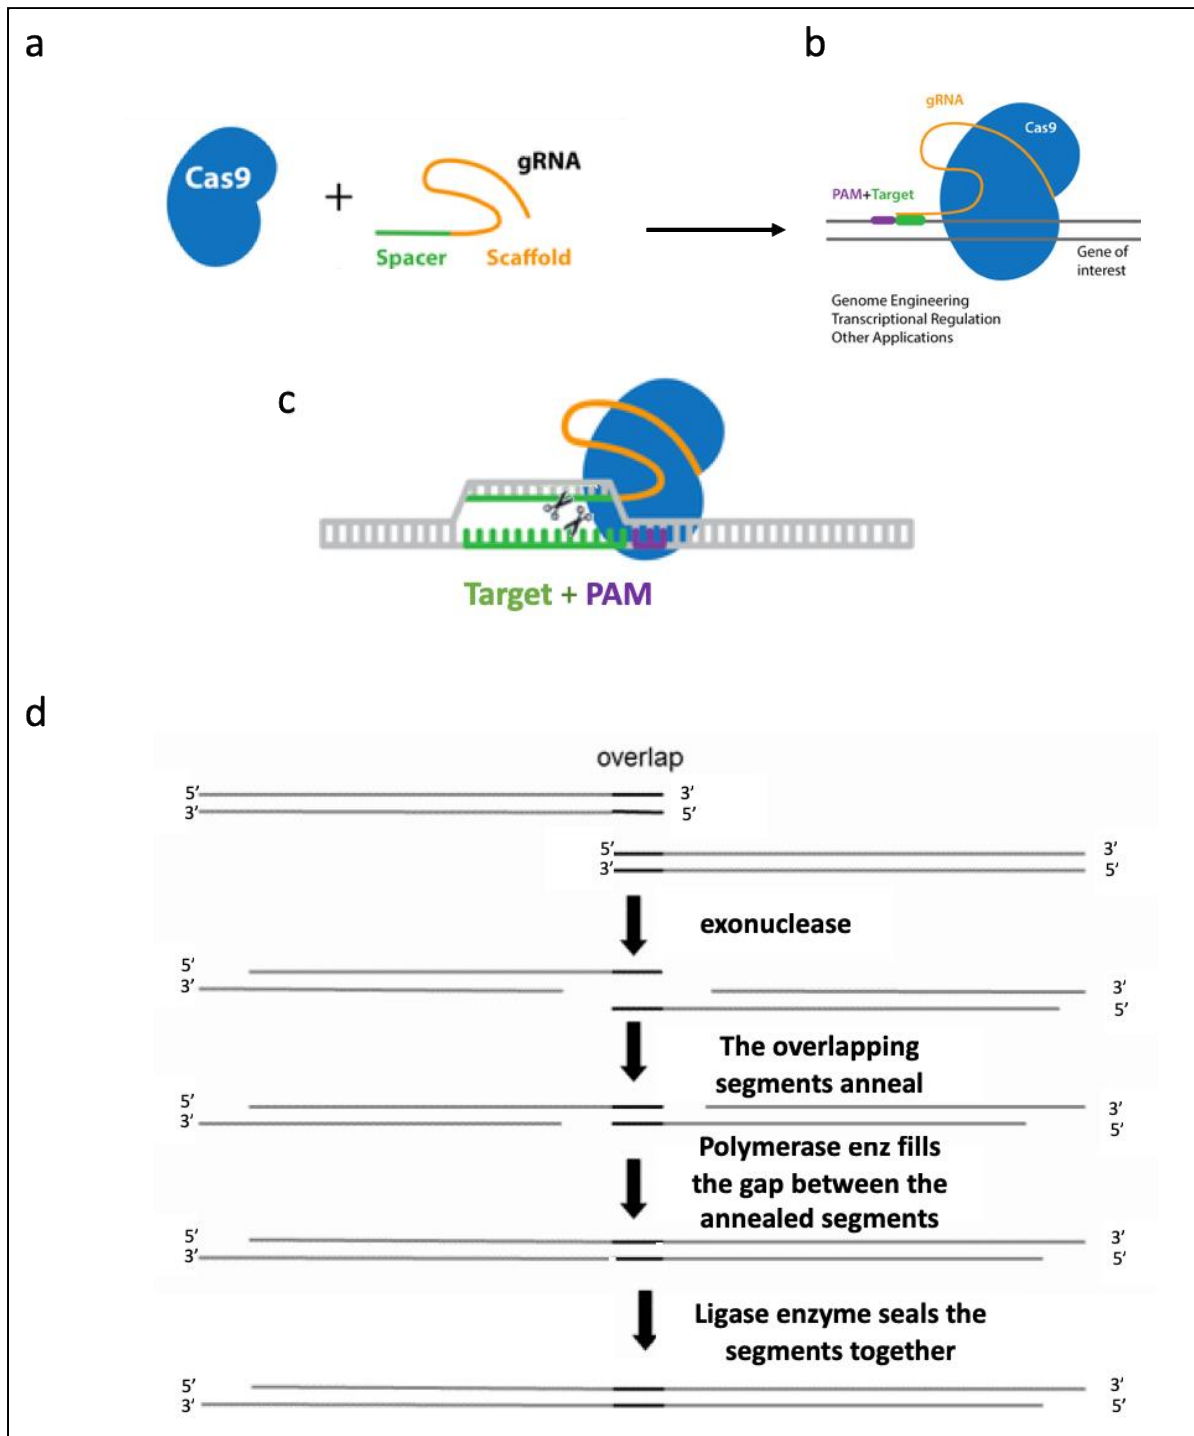 a
b
Cas9
+
gRNA
Spacer
Scaffold
gRNA
Cas9
PAM+Target
Gene of
interest
Genome Engineering
Transcriptional Regulation
Other Applications
c
Target + PAM
d
overlap
5’ 3’
3’ 5’
5’ 3’
3’ 5’
exonuclease
5’
3’ 3’
5’
The overlapping
segments anneal
5’ 3’
3’ 5’
Polymerase enz fills
the gap between the
annealed segments
5’ 3’
3’ 5’
Ligase enzyme seals the
segments together
5’ 3’
3’ 5’